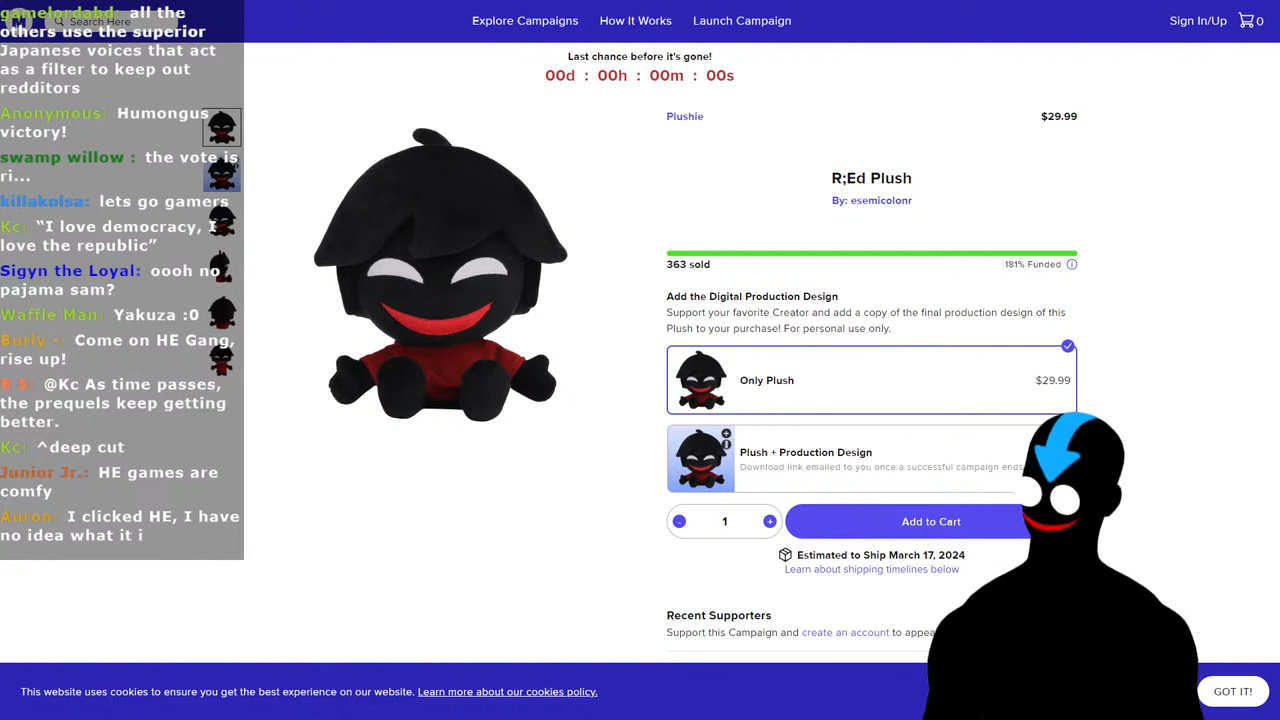 gamelordabd: all the
others use the superior
Japanese voices that act
as a filter to keep out
redditors
Anonymous: Humongus
victory!
swamp willow : the vote is
ri...
killakolsa: lets go gamers
Kc: “I love democracy, I
love the republic”
Sigyn the Loyal: oooh no
pajama sam?
Waffle Man: Yakuza :0
Burly -: Come on HE Gang,
rise up!
B S: @Kc As time passes,
the prequels keep getting
better.
Kc: ^deep cut
Junior Jr.: HE games are
comfy
Auron: I clicked HE, I have
no idea what it i
Search Here
Explore Campaigns
How It Works
Launch Campaign
Sign In/Up
0
Last chance before it's gone!
00d : 00h : 00m : 00s
Plushie
$29.99
R;Ed Plush
By: esemicolonr
363 sold
181% Funded
Add the Digital Production Design
Support your favorite Creator and add a copy of the final production design of this
Plush to your purchase! For personal use only.
Only Plush
$29.99
Plush + Production Design
Download link emailed to you once a successful campaign ends
- 1 +
Add to Cart
Estimated to Ship March 17, 2024
Learn about shipping timelines below
Recent Supporters
Support this Campaign and create an account to appea
This website uses cookies to ensure you get the best experience on our website. Learn more about our cookies policy.
GOT IT!